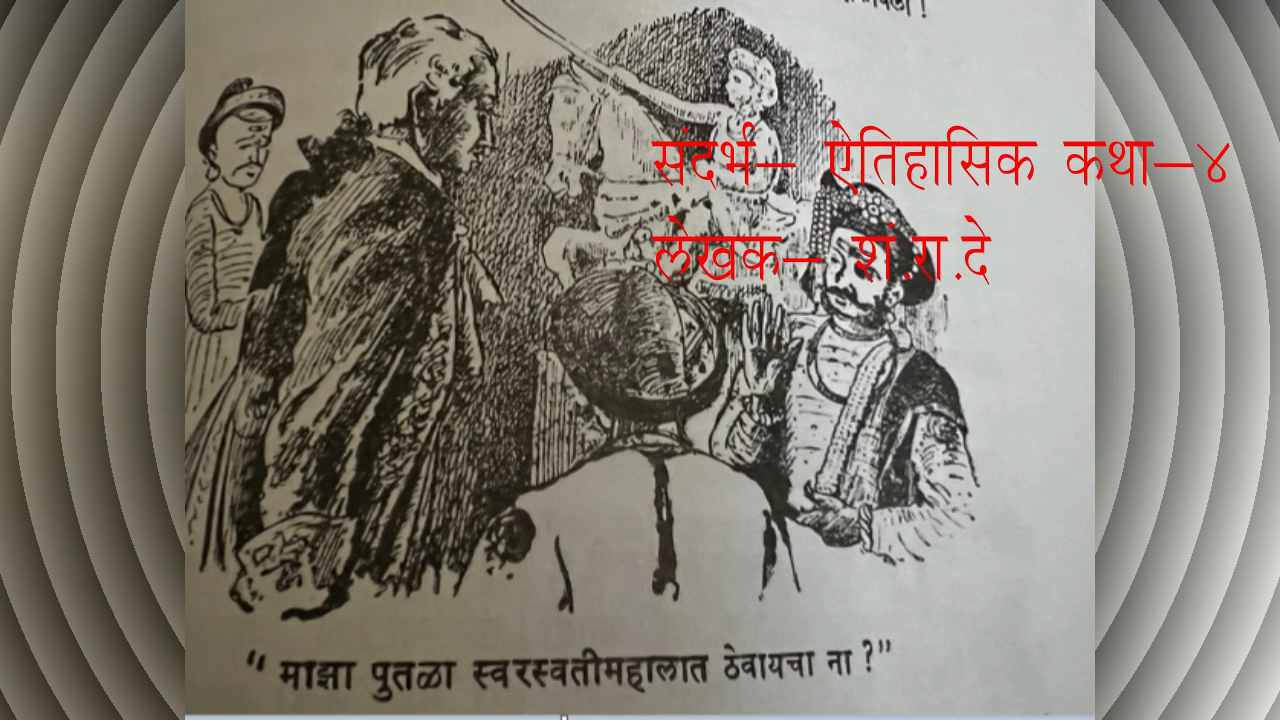 संदर्भ– ऐतिहासिक कथा–४
लेखक– शं.रा.दे
“ माझा पुतळा स्वरस्वतीमहालात ठेवायचा ना ?”